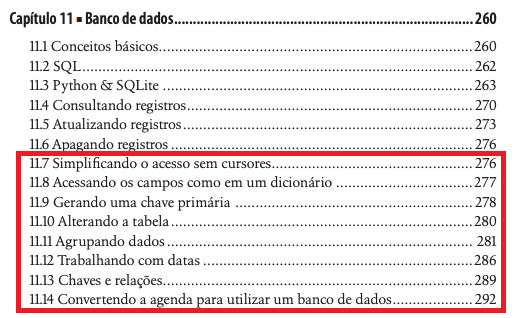 Capítulo 11 ■ Banco de dados........................................................................260
11.1 Conceitos básicos.....................................................................260
11.2 SQL........................................................................................262
11.3 Python & SQLite .....................................................................263
11.4 Consultando registros...............................................................270
11.5 Atualizando registros................................................................273
11.6 Apagando registros...................................................................276
11.7 Simplificando o acesso sem cursores............................................276
11.8 Acessando os campos como em um dicionário ..............................277
11.9 Gerando uma chave primária .....................................................278
11.10 Alterando a tabela...................................................................280
11.11 Agrupando dados....................................................................281
11.12 Trabalhando com datas ...........................................................286
11.13 Chaves e relações....................................................................289
11.14 Convertendo a agenda para utilizar um banco de dados..................292